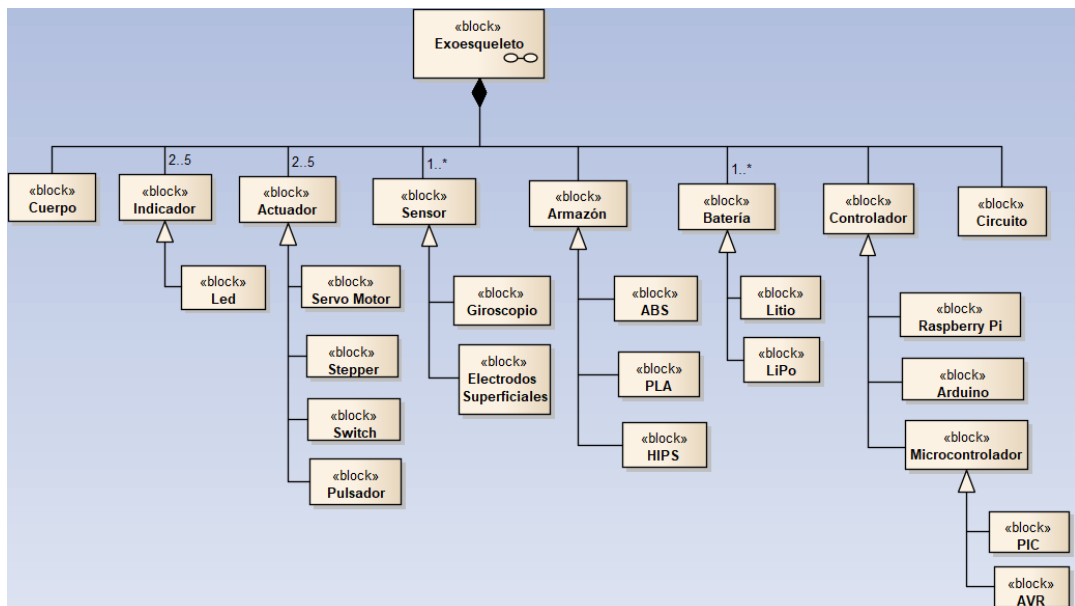 «block»
Exoesqueleto
2..5
2..5
1..*
1..*
«block»
Cuerpo
«block»
Indicador
«block»
Actuador
«block»
Sensor
«block»
Armazón
«block»
Batería
«block»
Controlador
«block»
Circuito
«block»
Led
«block»
Servo Motor
«block»
Stepper
«block»
Switch
«block»
Pulsador
«block»
Giroscopio
«block»
Electrodos
Superficiales
«block»
ABS
«block»
PLA
«block»
HIPS
«block»
Litio
«block»
LiPo
«block»
Raspberry Pi
«block»
Arduino
«block»
Microcontrolador
«block»
PIC
«block»
AVR